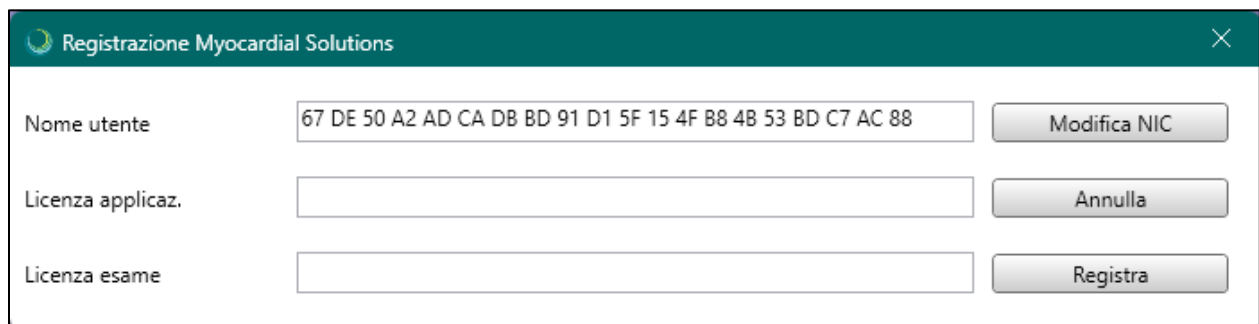 Registrazione Myocardial Solutions
Nome utente 67 DE 50 A2 AD CA DB BD 91 D1 5F 15 4F B8 4B 53 BD C7 AC 88 Modifica NIC
Licenza applicaz. Annulla
Licenza esame Registra